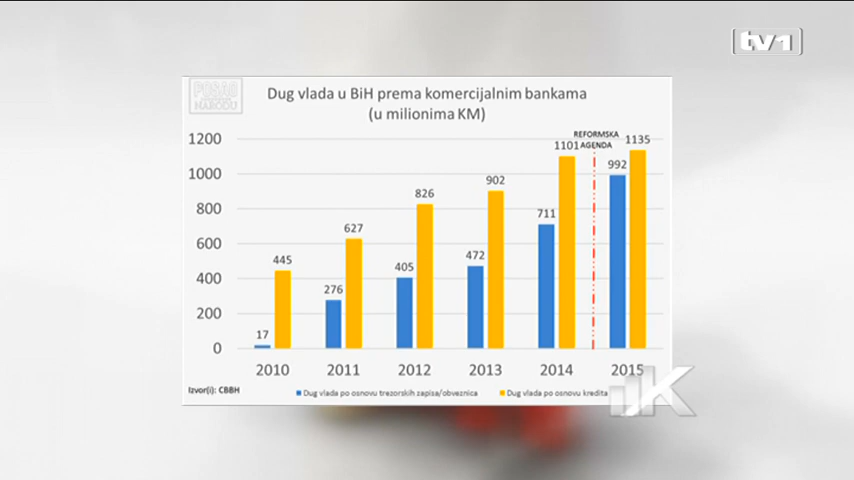 tv1
POSAO
NARODU
Dug vlada u BiH prema komercijalnim bankama
(u milionima KM)
REFORMSKA
AGENDA
1200
1000
800
600
400
200
0
17
445
276
627
405
826
472
902
711
1101
992
1135
2010 2011 2012 2013 2014 2015
Izvor(i): CBBH
Dug vlada po osnovu trezorskih zapisa/obveznica
Dug vlada po osnovu kredita
K